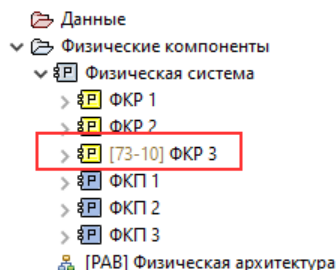 Данные
Физические компоненты
Физическая система
ФКР 1
ФКР 2
[73-10] ФКР 3
ФКП 1
ФКП 2
ФКП 3
[PAB] Физическая архитектура